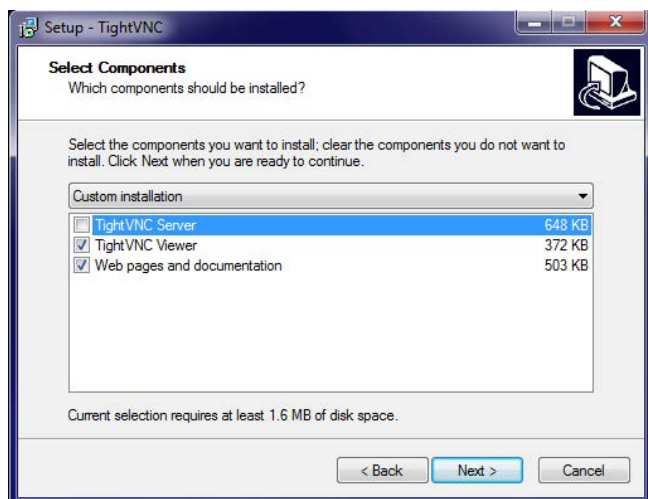 Setup - TightVNC
Select Components
Which components should be installed?
Select the components you want to install; clear the components you do not want to
install. Click Next when you are ready to continue.
Custom installation
TightVNC Server 648 KB
TightVNC Viewer 372 KB
Web pages and documentation 503 KB
Current selection requires at least 1.6 MB of disk space.
< Back Next > Cancel